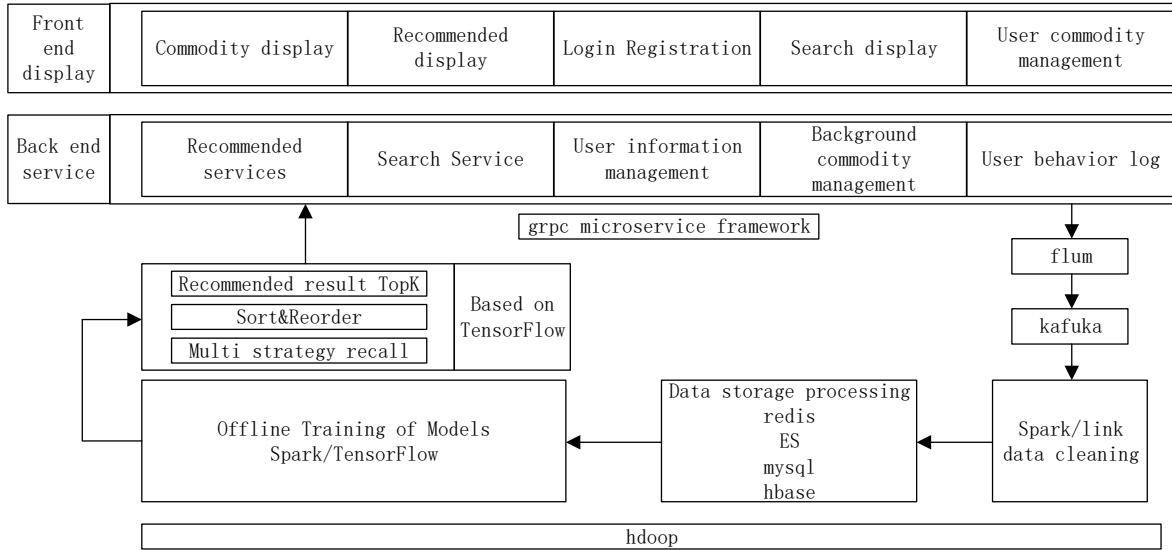 Front
end
display
Commodity display
Recommended
display
Login Registration
Search display
User commodity
management
Back end
service
Recommended
services
Search Service
User information
management
Background
commodity
management
User behavior log
grpc microservice framework
flum
Recommended result TopK
Sort&Reorder
Multi strategy recall
Based on
TensorFlow
kafuka
Offline Training of Models
Spark/TensorFlow
Data storage processing
redis
ES
mysql
hbase
Spark/link
data cleaning
hdoop